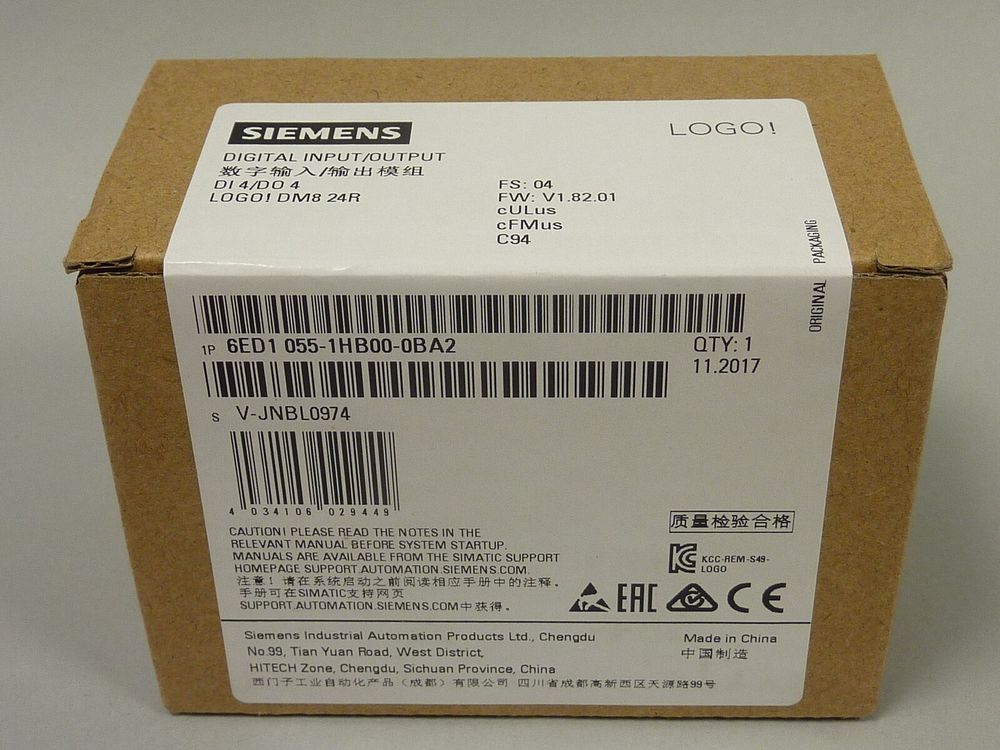 SIEMENS
LOGO!
DIGITAL INPUT/OUTPUT
数字输入/输出模组
DI 4/DO 4
LOGO! DM8 24R
FS: 04
FW: V1.82.01
cULus
cFMus
C94
ORIGINAL PACKAGING
1P 6ED1 055-1HB00-0BA2
QTY: 1
11.2017
S V-JNBL0974
4 034106 029449
CAUTION! PLEASE READ THE NOTES IN THE
RELEVANT MANUAL BEFORE SYSTEM STARTUP.
MANUALS ARE AVAILABLE FROM THE SIMATIC SUPPORT
HOMEPAGE SUPPORT.AUTOMATION.SIEMENS.COM.
注意！请在系统启动之前阅读相应手册中的注释。
手册可在SIMATIC支持网页
SUPPORT.AUTOMATION.SIEMENS.COM中获得。
质量检验合格
KCC-REM-S49-
LOGO
EAC
CE
Siemens Industrial Automation Products Ltd., Chengdu
No.99, Tian Yuan Road, West District,
HITECH Zone, Chengdu, Sichuan Province, China
西门子工业自动化产品（成都）有限公司 四川省成都高新西区天源路99号
Made in China
中国制造